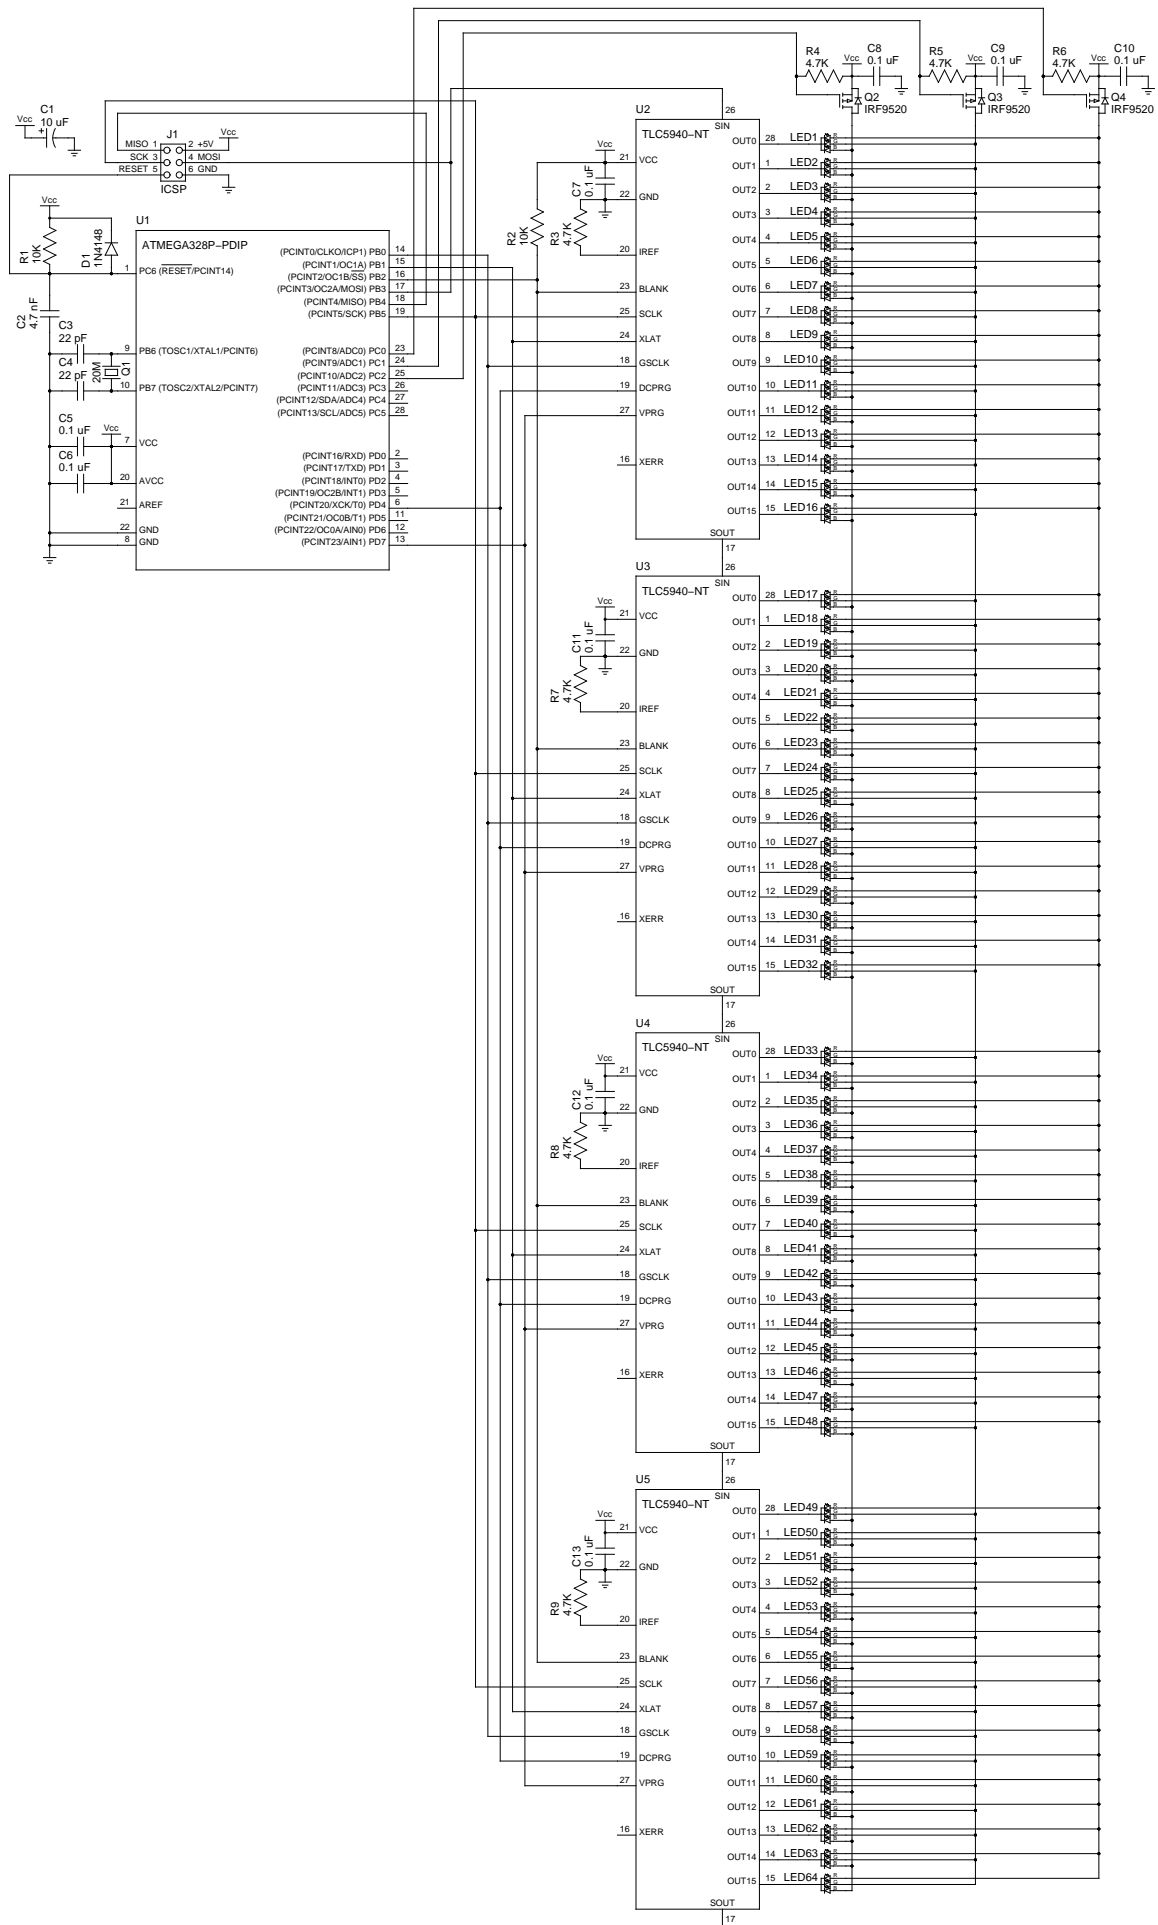 R4
4.7K
Vcc
C8
0.1 uF
Q2
IRF9520
R5
4.7K
Vcc
C9
0.1 uF
Q3
IRF9520
R6
4.7K
Vcc
C10
0.1 uF
Q4
IRF9520
Vcc
C1
10 uF
+
J1
MISO 1
2 +5V
Vcc
SCK 3
4 MOSI
RESET 5
6 GND
ICSP
Vcc
R1
10K
D1
1N4148
C2
4.7 nF
C3
22 pF
C4
22 pF
20M
Q1
C5
0.1 uF
Vcc
C6
0.1 uF
U1
ATMEGA328P–PDIP
1 PC6 (RESET/PCINT14)
9 PB6 (TOSC1/XTAL1/PCINT6)
10 PB7 (TOSC2/XTAL2/PCINT7)
7 VCC
20 AVCC
21 AREF
22 GND
8 GND
(PCINT0/CLKO/ICP1) PB0 14
(PCINT1/OC1A) PB1 15
(PCINT2/OC1B/SS) PB2 16
(PCINT3/OC2A/MOSI) PB3 17
(PCINT4/MISO) PB4 18
(PCINT5/SCK) PB5 19
(PCINT8/ADC0) PC0 23
(PCINT9/ADC1) PC1 24
(PCINT10/ADC2) PC2 25
(PCINT11/ADC3) PC3 26
(PCINT12/SDA/ADC4) PC4 27
(PCINT13/SCL/ADC5) PC5 28
(PCINT16/RXD) PD0 2
(PCINT17/TXD) PD1 3
(PCINT18/INT0) PD2 4
(PCINT19/OC2B/INT1) PD3 5
(PCINT20/XCK/T0) PD4 6
(PCINT21/OC0B/T1) PD5 11
(PCINT22/OC0A/AIN0) PD6 12
(PCINT23/AIN1) PD7 13
U2
26
SIN
TLC5940–NT
Vcc
C7
0.1 uF
R2
10K
R3
4.7K
21 VCC
22 GND
20 IREF
23 BLANK
25 SCLK
24 XLAT
18 GSCLK
19 DCPRG
27 VPRG
16 XERR
OUT0 28 LED1
OUT1 1 LED2
OUT2 2 LED3
OUT3 3 LED4
OUT4 4 LED5
OUT5 5 LED6
OUT6 6 LED7
OUT7 7 LED8
OUT8 8 LED9
OUT9 9 LED10
OUT10 10 LED11
OUT11 11 LED12
OUT12 12 LED13
OUT13 13 LED14
OUT14 14 LED15
OUT15 15 LED16
SOUT
17
U3
26
SIN
TLC5940–NT
Vcc
C11
0.1 uF
R7
4.7K
21 VCC
22 GND
20 IREF
23 BLANK
25 SCLK
24 XLAT
18 GSCLK
19 DCPRG
27 VPRG
16 XERR
OUT0 28 LED17
OUT1 1 LED18
OUT2 2 LED19
OUT3 3 LED20
OUT4 4 LED21
OUT5 5 LED22
OUT6 6 LED23
OUT7 7 LED24
OUT8 8 LED25
OUT9 9 LED26
OUT10 10 LED27
OUT11 11 LED28
OUT12 12 LED29
OUT13 13 LED30
OUT14 14 LED31
OUT15 15 LED32
SOUT
17
U4
26
SIN
TLC5940–NT
Vcc
C12
0.1 uF
R8
4.7K
21 VCC
22 GND
20 IREF
23 BLANK
25 SCLK
24 XLAT
18 GSCLK
19 DCPRG
27 VPRG
16 XERR
OUT0 28 LED33
OUT1 1 LED34
OUT2 2 LED35
OUT3 3 LED36
OUT4 4 LED37
OUT5 5 LED38
OUT6 6 LED39
OUT7 7 LED40
OUT8 8 LED41
OUT9 9 LED42
OUT10 10 LED43
OUT11 11 LED44
OUT12 12 LED45
OUT13 13 LED46
OUT14 14 LED47
OUT15 15 LED48
SOUT
17
U5
26
SIN
TLC5940–NT
Vcc
C13
0.1 uF
R9
4.7K
21 VCC
22 GND
20 IREF
23 BLANK
25 SCLK
24 XLAT
18 GSCLK
19 DCPRG
27 VPRG
16 XERR
OUT0 28 LED49
OUT1 1 LED50
OUT2 2 LED51
OUT3 3 LED52
OUT4 4 LED53
OUT5 5 LED54
OUT6 6 LED55
OUT7 7 LED56
OUT8 8 LED57
OUT9 9 LED58
OUT10 10 LED59
OUT11 11 LED60
OUT12 12 LED61
OUT13 13 LED62
OUT14 14 LED63
OUT15 15 LED64
SOUT
17